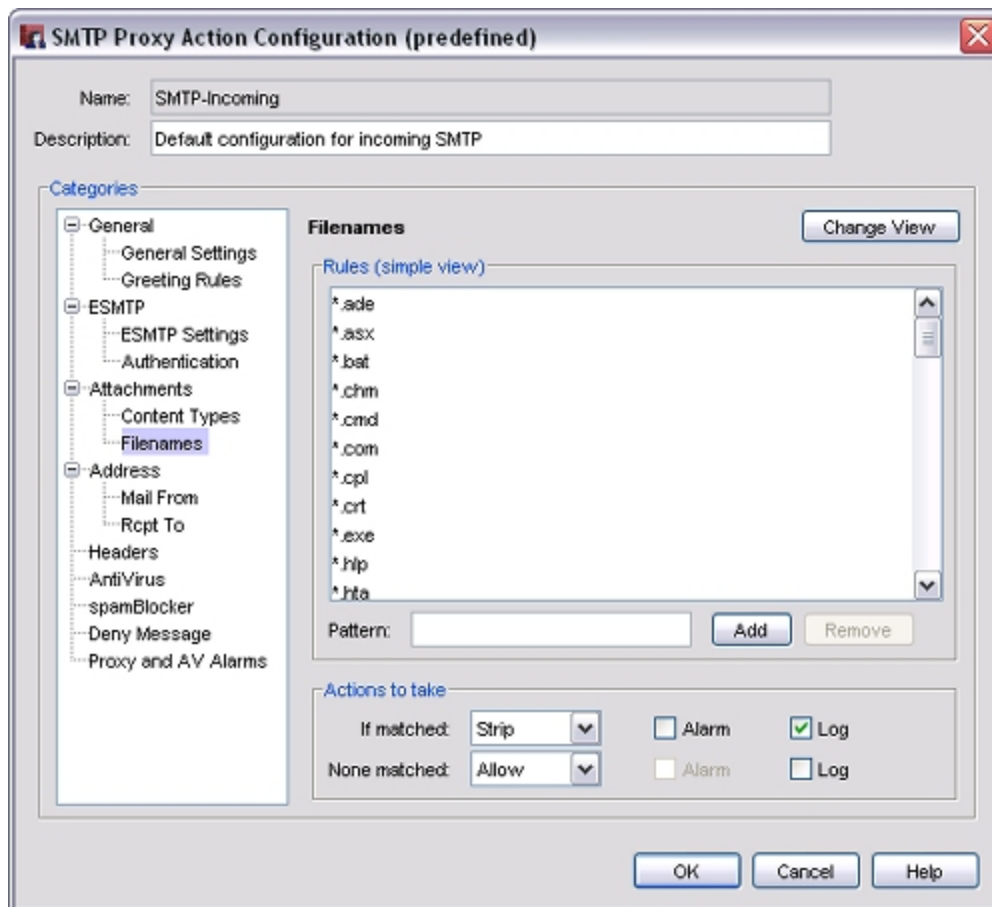 SMTP Proxy Action Configuration (predefined)
Name: SMTP-Incoming
Description: Default configuration for incoming SMTP
Categories
General
General Settings
Greeting Rules
ESMTP
ESMTP Settings
Authentication
Attachments
Content Types
Filenames
Address
Mail From
Rcpt To
Headers
AntiVirus
spamBlocker
Deny Message
Proxy and AV Alarms
Filenames
Change View
Rules (simple view)
*.ade
*.asx
*.bat
*.chm
*.cmd
*.com
*.cpl
*.crt
*.exe
*.hlp
*.hta
Pattern: Add Remove
Actions to take
If matched: Strip Alarm Log
None matched: Allow Alarm Log
OK Cancel Help